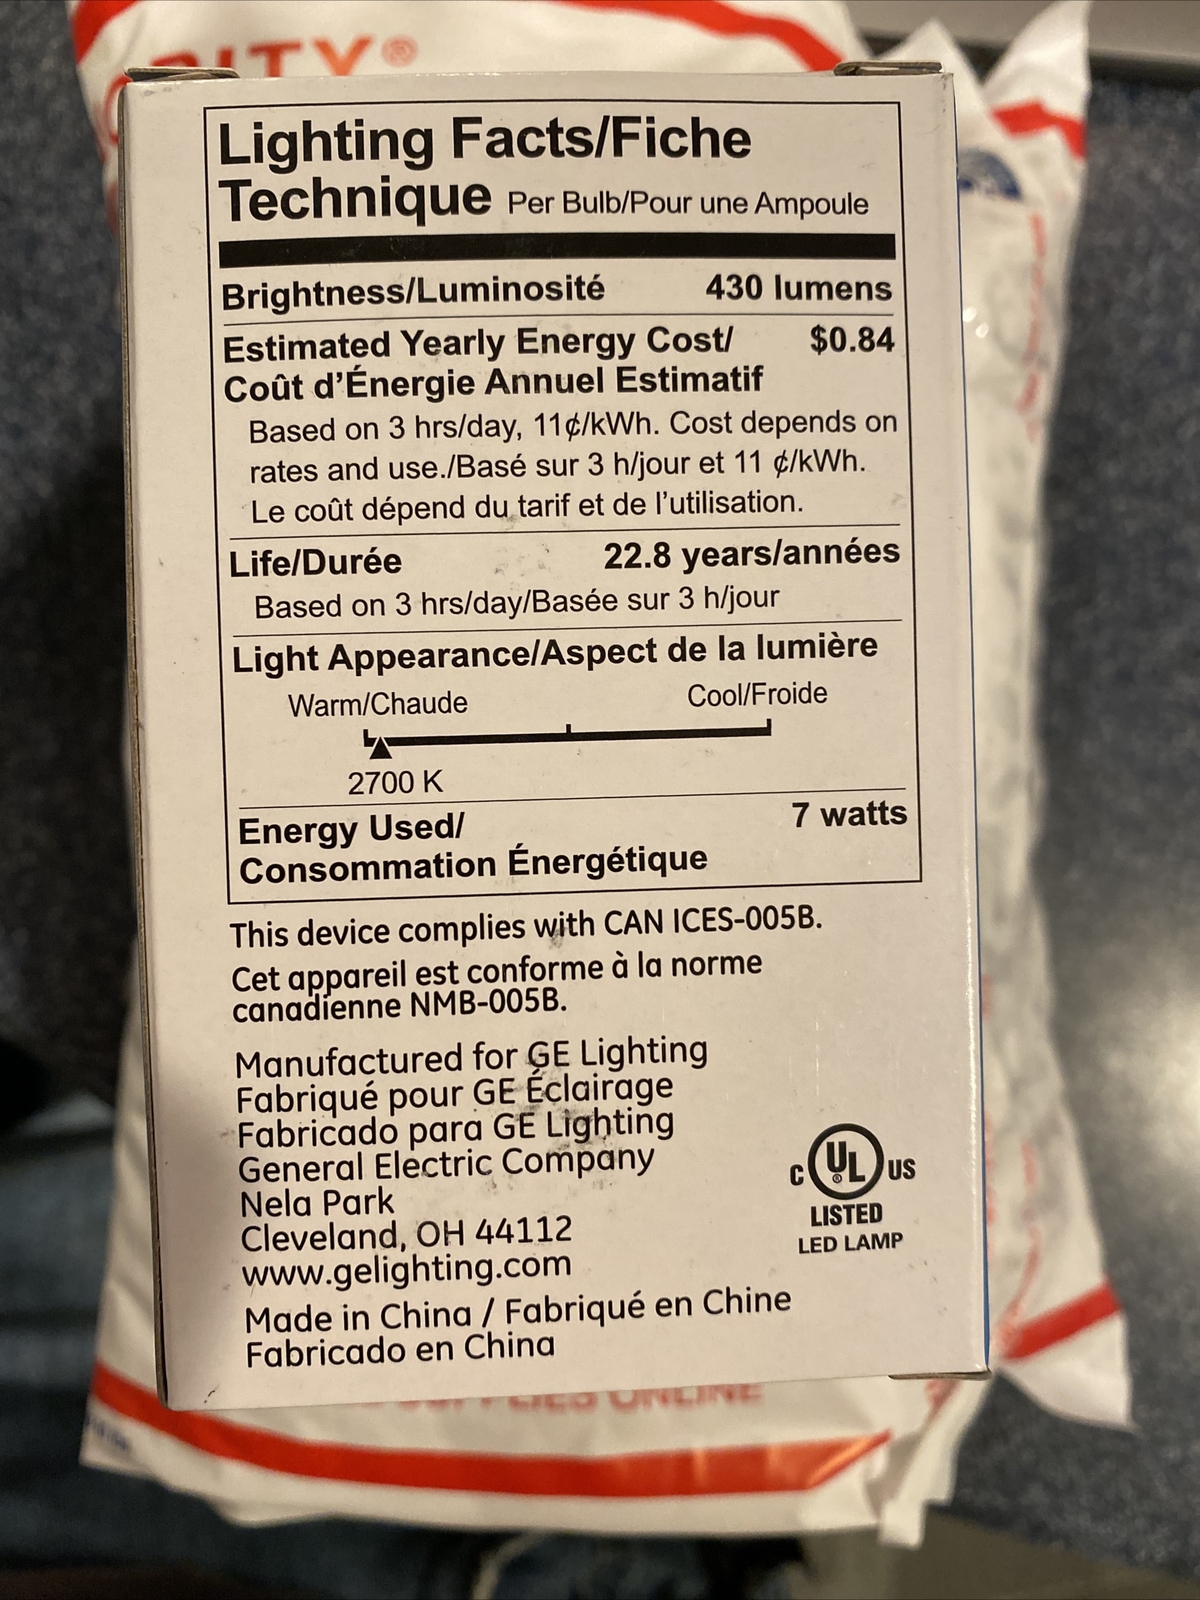 Lighting Facts/Fiche
Technique Per Bulb/Pour une Ampoule
Brightness/Luminosité 430 lumens
Estimated Yearly Energy Cost/ $0.84
Coût d'Énergie Annuel Estimatif
Based on 3 hrs/day, 11¢/kWh. Cost depends on
rates and use./Basé sur 3 h/jour et 11 ¢/kWh.
Le coût dépend du tarif et de l'utilisation.
Life/Durée 22.8 years/années
Based on 3 hrs/day/Basée sur 3 h/jour
Light Appearance/Aspect de la lumière
Warm/Chaude Cool/Froide
2700 K
Energy Used/ 7 watts
Consommation Énergétique
This device complies with CAN ICES-005B.
Cet appareil est conforme à la norme
canadienne NMB-005B.
Manufactured for GE Lighting
Fabriqué pour GE Éclairage
Fabricado para GE Lighting
General Electric Company
Nela Park
Cleveland, OH 44112
www.gelighting.com
Made in China / Fabriqué en Chine
Fabricado en China
C UL ® US
LISTED
LED LAMP
ONLINE